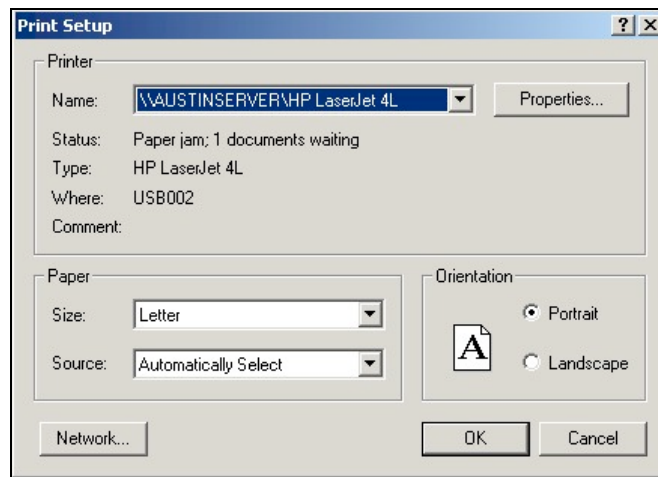 Print Setup
Printer
Name: \\AUSTINSERVER\HP LaserJet 4L Properties...
Status: Paper jam; 1 documents waiting
Type: HP LaserJet 4L
Where: USB002
Comment:
Paper
Size: Letter
Source: Automatically Select
Orientation
A
Portrait
Landscape
Network... OK Cancel